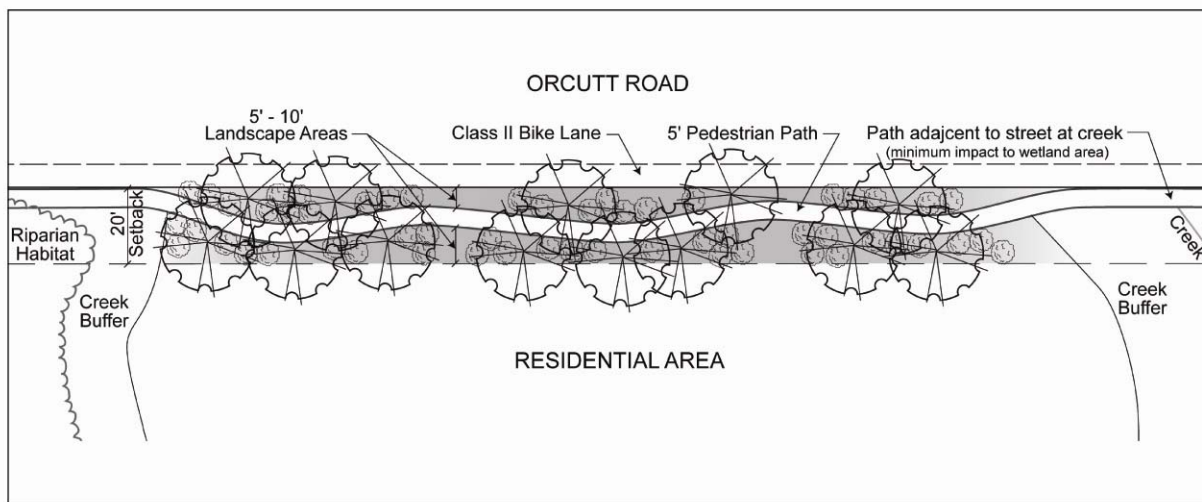 ORCUTT ROAD
5' - 10'
Landscape Areas
Class II Bike Lane
5' Pedestrian Path
Path adajcent to street at creek
(minimum impact to wetland area)
20'
Setback
Riparian
Habitat
Creek
Creek
Buffer
Creek
Buffer
RESIDENTIAL AREA